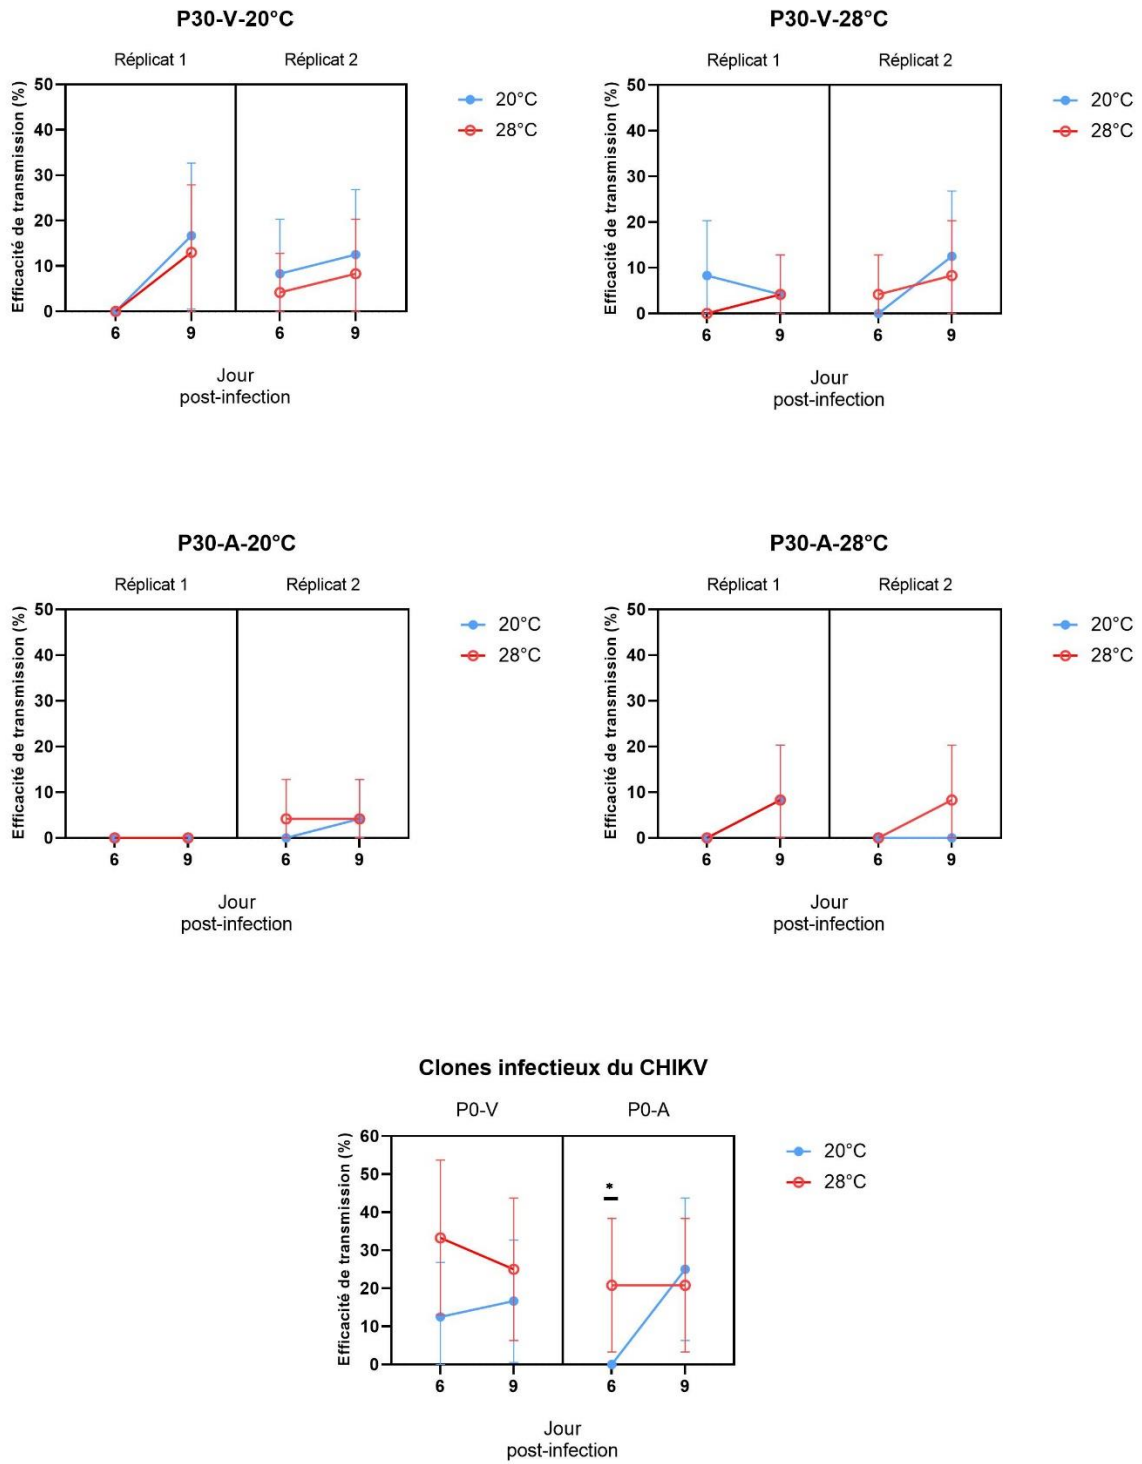 P30-V-20°C
Réplicat 1
Réplicat 2
Efficacité de transmission (%)
50
40
30
20
10
0
6
9
6
9
Jour
post-infection
20°C
28°C
P30-V-28°C
Réplicat 1
Réplicat 2
Efficacité de transmission (%)
50
40
30
20
10
0
6
9
6
9
Jour
post-infection
20°C
28°C
P30-A-20°C
Réplicat 1
Réplicat 2
Efficacité de transmission (%)
50
40
30
20
10
0
6
9
6
9
Jour
post-infection
20°C
28°C
P30-A-28°C
Réplicat 1
Réplicat 2
Efficacité de transmission (%)
50
40
30
20
10
0
6
9
6
9
Jour
post-infection
20°C
28°C
Clones infectieux du CHIKV
P0-V
P0-A
Efficacité de transmission (%)
60
50
40
30
20
10
0
*
6
9
6
9
Jour
post-infection
20°C
28°C